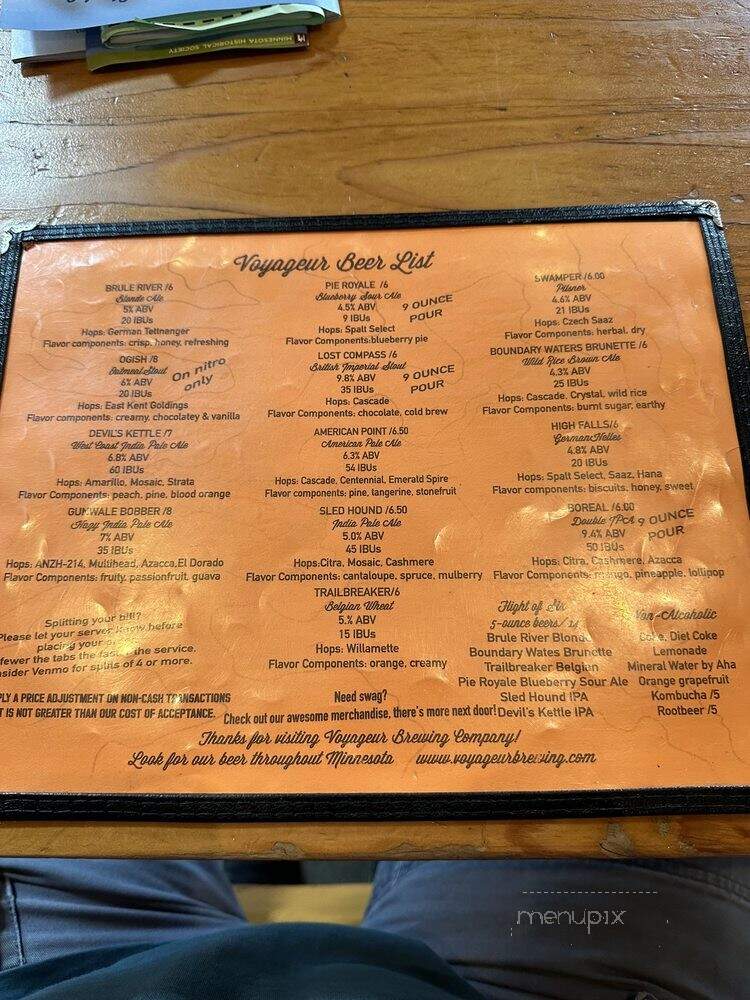 MINNESOTA HISTORICAL SOCIETY
Voyageur Beer List
BRULE RIVER /6
Blonde Ale
5% ABV
20 IBUs
Hops: German Tettnanger
Flavor components: crisp, honey, refreshing
OGISH /8
Oatmeal Stout
6% ABV
20 IBUs
On nitro
only
Hops: East Kent Goldings
Flavor components: creamy, chocolatey & vanilla
DEVIL'S KETTLE /7
West Coast India Pale Ale
6.8% ABV
60 IBUs
Hops: Amarillo, Mosaic, Strata
Flavor Components: peach, pine, blood orange
GUNWALE BOBBER /8
Hazy India Pale Ale
7% ABV
35 IBUs
Hops: ANZH-214, Multihead, Azacca,El Dorado
Flavor Components: fruity, passionfruit, guava
Splitting your bill?
Please let your server know before
placing your
fewer the tabs the the service.
Venmo for splits of 4 or more.
A PRICE ADJUSTMENT ON NON-CASH TRANSACTIONS
IS NOT GREATER THAN OUR COST OF ACCEPTANCE.
PIE ROYALE /6
Blueberry Sour Ale
4.5% ABV
9 IBUs
9 OUNCE
POUR
Hops: Spalt Select
Flavor Components:blueberry pie
LOST COMPASS /6
British Imperial Stout
9.8% ABV
35 IBUs
9 OUNCE
POUR
Hops: Cascade
Flavor Components: chocolate, cold brew
AMERICAN POINT /6.50
American Pale Ale
6.3% ABV
54 IBUs
Hops: Cascade, Centennial, Emerald Spire
Flavor Components: pine, tangerine, stonefruit
SLED HOUND /6.50
India Pale Ale
5.0% ABV
45 IBUs
Hops:Citra, Mosaic, Cashmere
Flavor Components: cantaloupe, spruce, mulberry
TRAILBREAKER/6
Belgian Wheat
5.% ABV
15 IBUs
Hops: Willamette
Flavor Components: orange, creamy
Need swag?
Check out our awesome merchandise, there's more next door!
SWAMPER /6.00
Pilsner
4.6% ABV
21 IBUs
Hops: Czech Saaz
Flavor Components: herbal, dry
BOUNDARY WATERS BRUNETTE /6
Wild Rice Brown Ale
4.3% ABV
25 IBUs
Hops: Cascade, Crystal, wild rice
Flavor Components: burnt sugar, earthy
HIGH FALLS/6
German Helles
4.8% ABV
20 IBUs
Hops: Spalt Select, Saaz, Hana
Flavor components: biscuits, honey, sweet
BOREAL /6.00
Double IPA
9.4% ABV
50 IBUs
9 OUNCE
POUR
Hops: Citra, Cashmere, Azacca
Flavor Components: mango, pineapple, lollipop
Flight of Six
5-ounce beers/ 14
Brule River Blonde
Boundary Wates Brunette
Trailbreaker Belgian
Pie Royale Blueberry Sour Ale
Sled Hound IPA
Devil's Kettle IPA
Non-Alcoholic
Coke, Diet Coke
Lemonade
Mineral Water by Aha
Orange grapefruit
Kombucha /5
Rootbeer /5
Thanks for visiting Voyageur Brewing Company!
Look for our beer throughout Minnesota www.voyageurbrewing.com
menupix